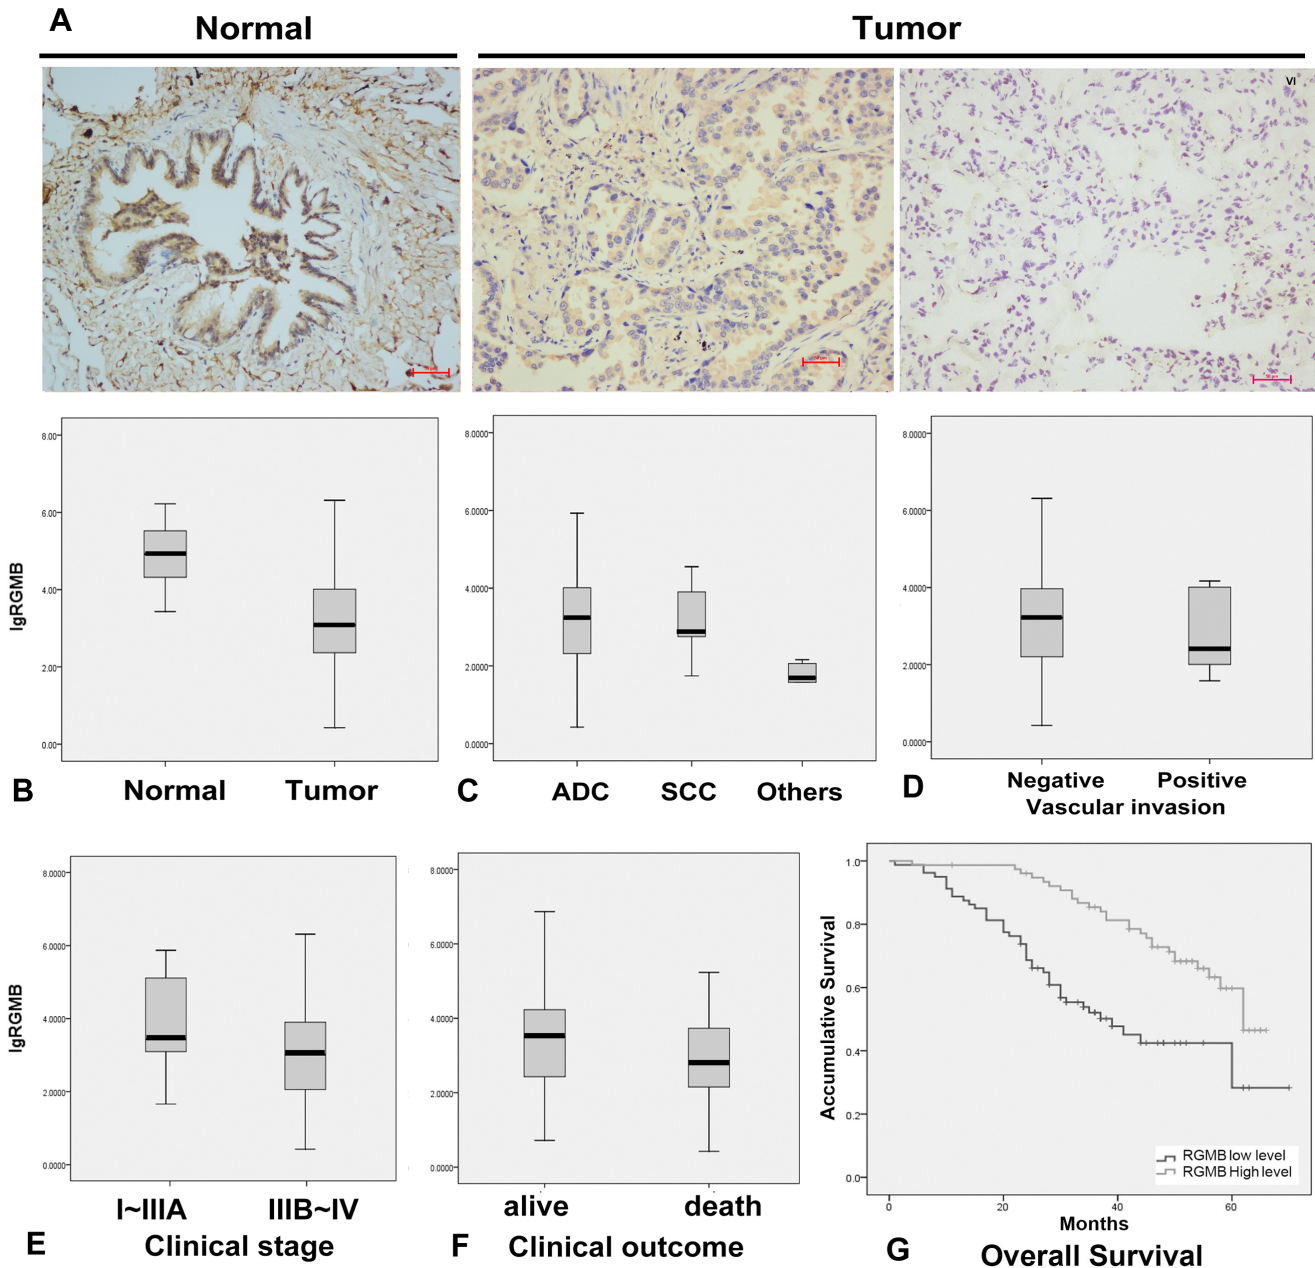 A
Normal
Tumor
VI
50 μm
lgRGMB
8.00
6.00
4.00
2.00
0.00
B
Normal
Tumor
8.0000
6.0000
4.0000
2.0000
0.0000
C
ADC
SCC
Others
8.0000
6.0000
4.0000
2.0000
0.0000
D
Negative
Positive
Vascular invasion
lgRGMB
8.0000
6.0000
4.0000
2.0000
0.0000
I~IIIA
IIIB~IV
E
Clinical stage
8.0000
6.0000
4.0000
2.0000
0.0000
alive
death
F
Clinical outcome
Accumulative Survival
1.0
0.8
0.6
0.4
0.2
0.0
RGMB low level
RGMB High level
0
20
40
60
Months
G
Overall Survival